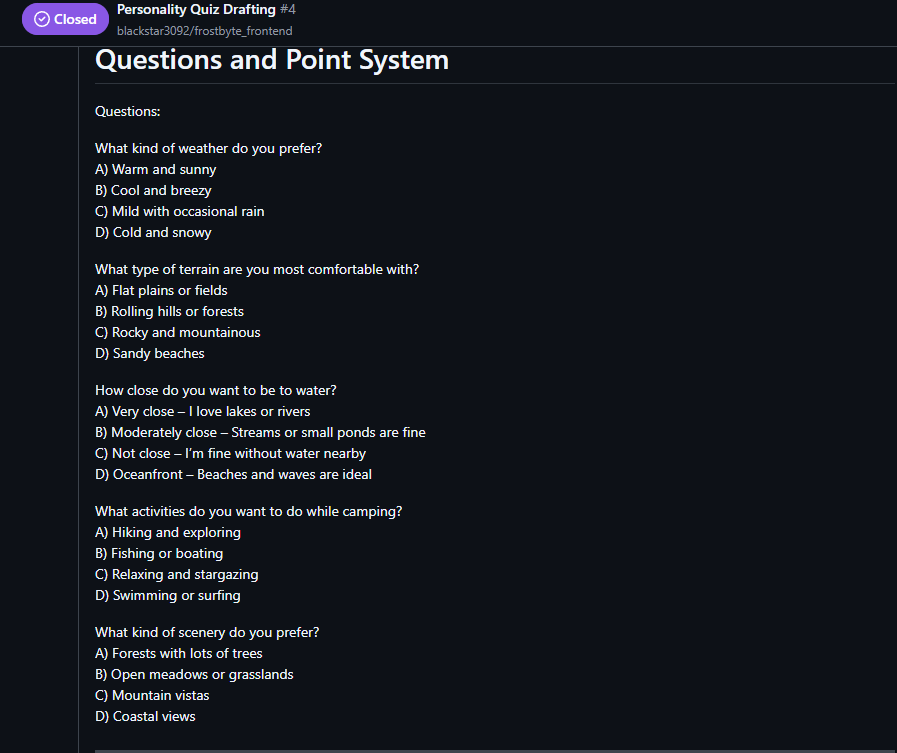 Closed
Personality Quiz Drafting #4
blackstar3092/frostbyte_frontend
Questions and Point System
Questions:
What kind of weather do you prefer?
A) Warm and sunny
B) Cool and breezy
C) Mild with occasional rain
D) Cold and snowy
What type of terrain are you most comfortable with?
A) Flat plains or fields
B) Rolling hills or forests
C) Rocky and mountainous
D) Sandy beaches
How close do you want to be to water?
A) Very close – I love lakes or rivers
B) Moderately close – Streams or small ponds are fine
C) Not close – I’m fine without water nearby
D) Oceanfront – Beaches and waves are ideal
What activities do you want to do while camping?
A) Hiking and exploring
B) Fishing or boating
C) Relaxing and stargazing
D) Swimming or surfing
What kind of scenery do you prefer?
A) Forests with lots of trees
B) Open meadows or grasslands
C) Mountain vistas
D) Coastal views